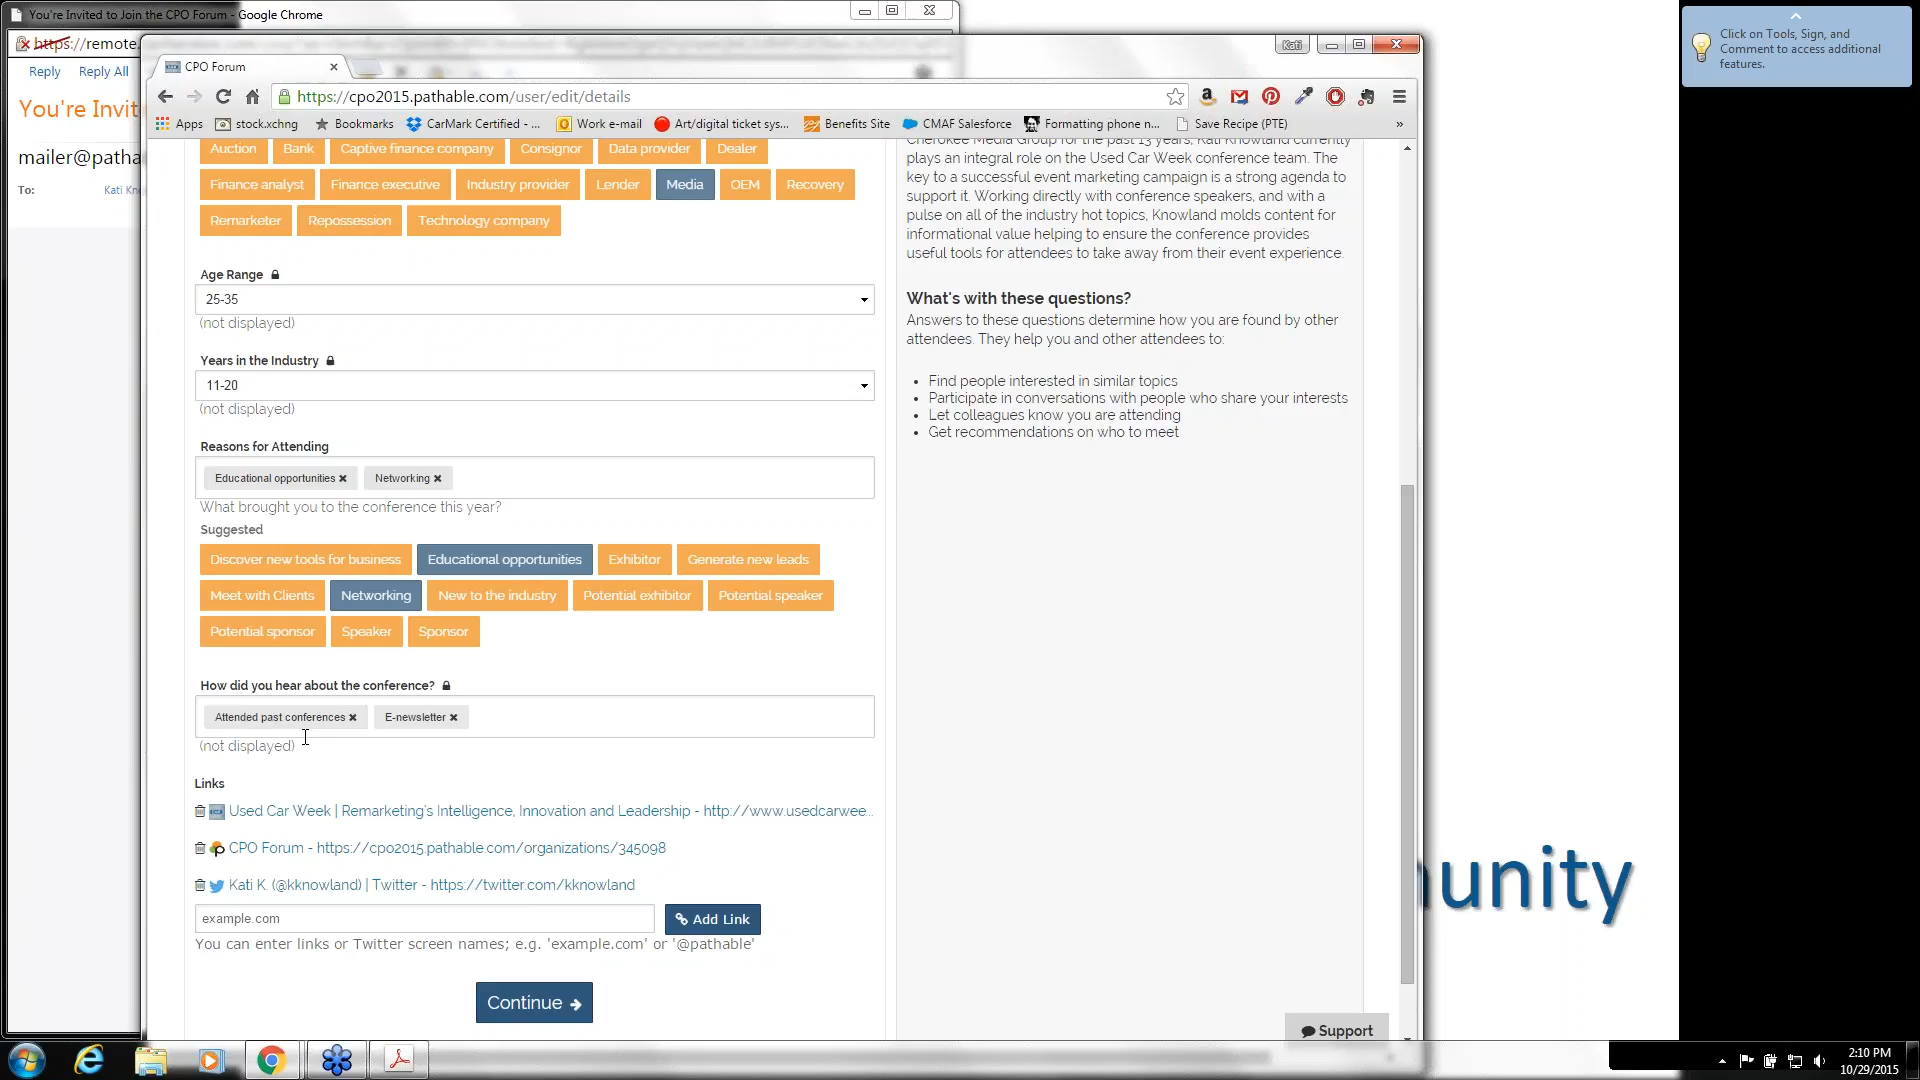 You're Invited to Join the CPO Forum - Google Chrome
https://remote.
Reply Reply All
You're Invit
mailer@patha
To: Kati Kno
Kati
CPO Forum
https://cpo2015.pathable.com/user/edit/details
Apps stock.xchng Bookmarks CarMark Certified - ... Work e-mail Art/digital ticket sys... Benefits Site CMAF Salesforce Formatting phone n... Save Recipe (PTE) »
Auction Bank Captive finance company Consignor Data provider Dealer
Finance analyst Finance executive Industry provider Lender Media OEM Recovery
Remarketer Repossession Technology company
Age Range
25-35
(not displayed)
Years in the Industry
11-20
(not displayed)
Reasons for Attending
Educational opportunities Networking
What brought you to the conference this year?
Suggested
Discover new tools for business Educational opportunities Exhibitor Generate new leads
Meet with Clients Networking New to the industry Potential exhibitor Potential speaker
Potential sponsor Speaker Sponsor
How did you hear about the conference?
Attended past conferences E-newsletter
(not displayed)
Links
Used Car Week | Remarketing's Intelligence, Innovation and Leadership - http://www.usedcarwee...
CPO Forum - https://cpo2015.pathable.com/organizations/345098
Kati K. (@kknowland) | Twitter - https://twitter.com/kknowland
example.com
Add Link
You can enter links or Twitter screen names; e.g. 'example.com' or '@pathable'
Continue
Cherokee Media Group for the past 13 years, Kati Knowland currently
plays an integral role on the Used Car Week conference team. The
key to a successful event marketing campaign is a strong agenda to
support it. Working directly with conference speakers, and with a
pulse on all of the industry hot topics, Knowland molds content for
informational value helping to ensure the conference provides
useful tools for attendees to take away from their event experience.
What's with these questions?
Answers to these questions determine how you are found by other
attendees. They help you and other attendees to:
Find people interested in similar topics
Participate in conversations with people who share your interests
Let colleagues know you are attending
Get recommendations on who to meet
Support
Click on Tools, Sign, and
Comment to access additional
features.
unity
2:10 PM
10/29/2015